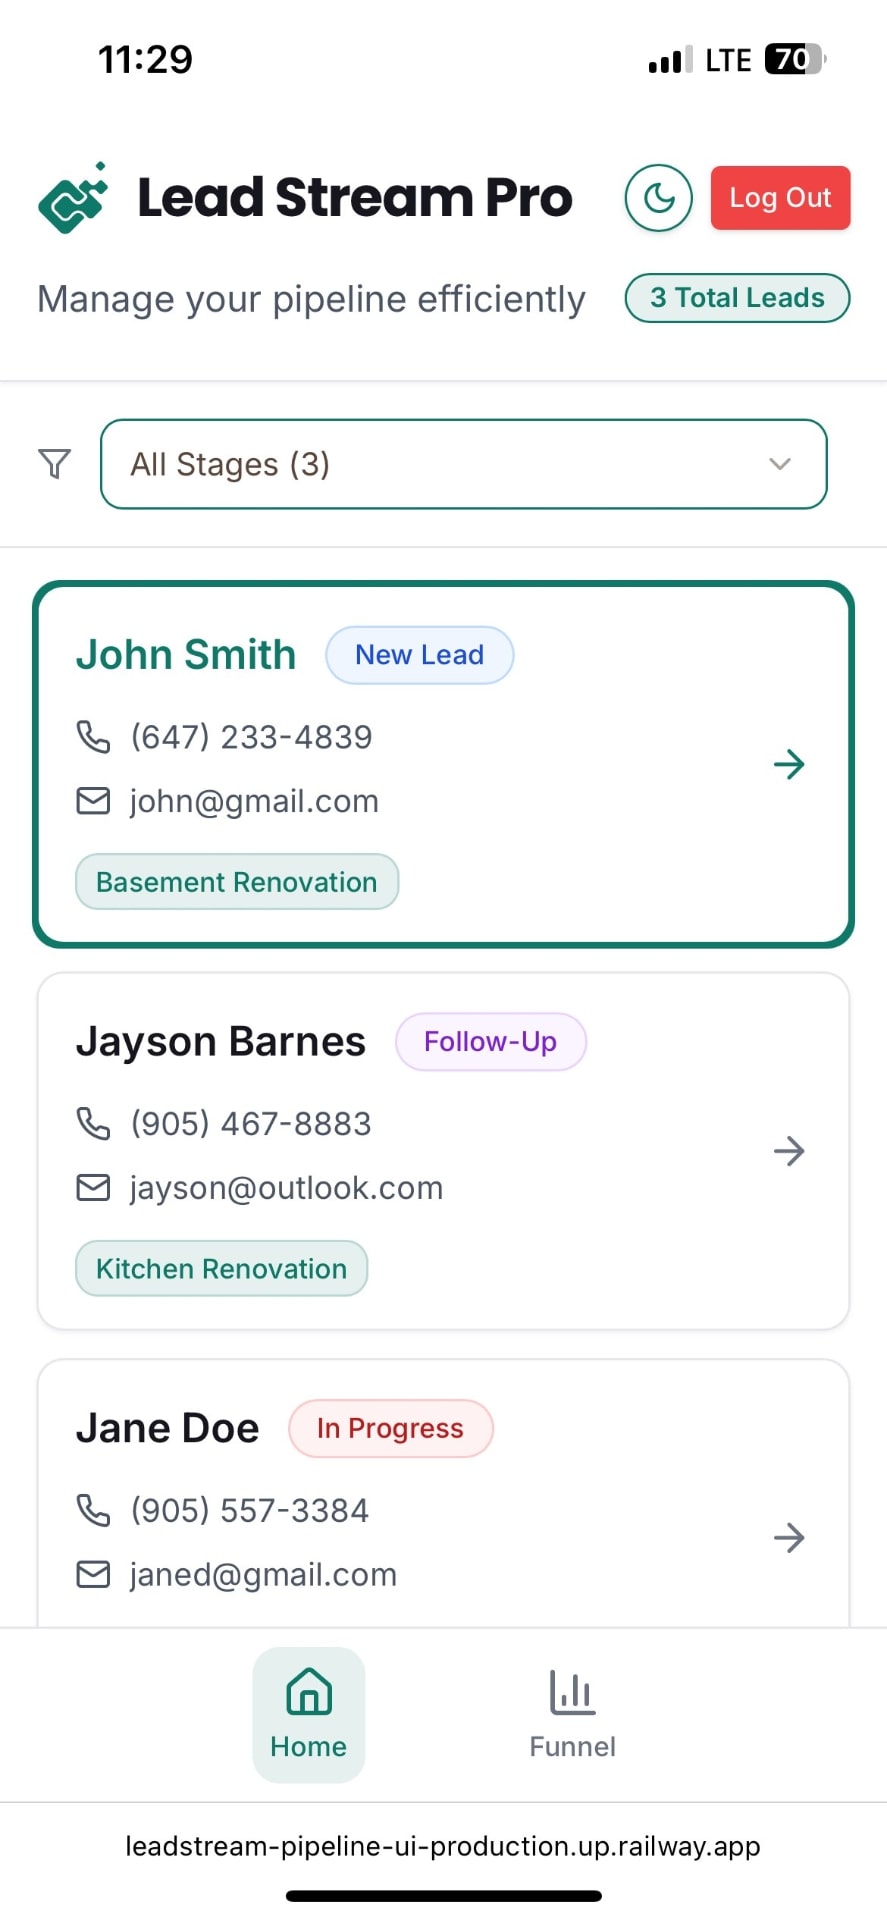 11:29 LTE 70
Lead Stream Pro Log Out
Manage your pipeline efficiently 3 Total Leads
All Stages (3)
John Smith New Lead
(647) 233-4839
john@gmail.com
Basement Renovation
Jayson Barnes Follow-Up
(905) 467-8883
jayson@outlook.com
Kitchen Renovation
Jane Doe In Progress
(905) 557-3384
janed@gmail.com
Home Funnel
leadstream-pipeline-ui-production.up.railway.app